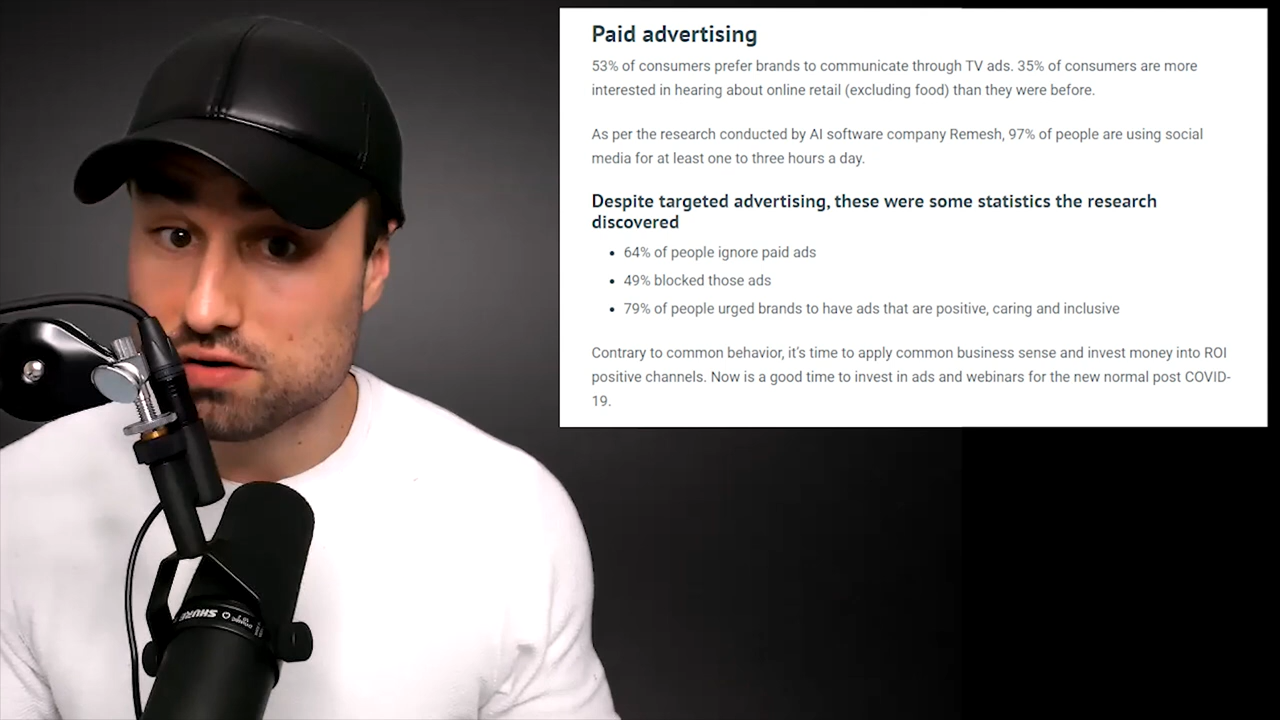 Paid advertising
53% of consumers prefer brands to communicate through TV ads. 35% of consumers are more
interested in hearing about online retail (excluding food) than they were before.
As per the research conducted by AI software company Remesh, 97% of people are using social
media for at least one to three hours a day.
Despite targeted advertising, these were some statistics the research
discovered
• 64% of people ignore paid ads
• 49% blocked those ads
• 79% of people urged brands to have ads that are positive, caring and inclusive
Contrary to common behavior, it's time to apply common business sense and invest money into ROI
positive channels. Now is a good time to invest in ads and webinars for the new normal post COVID-
19.
SHURE